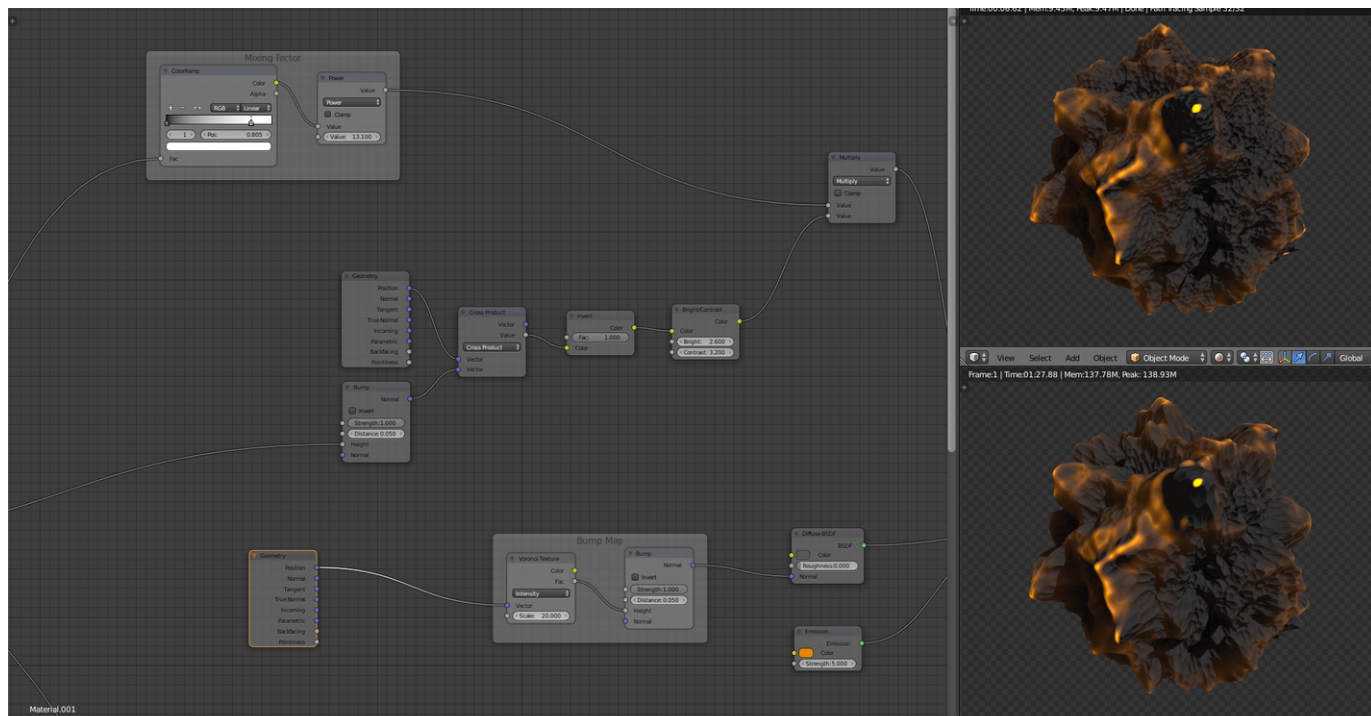 Time:00:06.62 | Mem:9.45M, Peak:9.47M | Done | Path Tracing Sample 32/32
Mixing Factor
ColorRamp
Color
Alpha
RGB Linear
1 Pos: 0.805
Fac
Power
Value
Power
Clamp
Value
Value: 13.100
Multiply
Value
Multiply
Clamp
Value
Value
Geometry
Position
Normal
Tangent
True Normal
Incoming
Parametric
Backfacing
Pointiness
Cross Product
Vector
Value
Cross Product
Vector
Vector
Invert
Color
Fac: 1.000
Color
Bright/Contrast
Color
Color
Bright: 2.600
Contrast: 3.200
Bump
Normal
Invert
Strength:1.000
Distance:0.050
Height
Normal
View Select Add Object Object Mode Global
Frame:1 | Time:01:27.88 | Mem:137.78M, Peak: 138.93M
Geometry
Position
Normal
Tangent
True Normal
Incoming
Parametric
Backfacing
Pointiness
Bump Map
Voronoi Texture
Color
Fac
Intensity
Vector
Scale: 20.000
Bump
Normal
Invert
Strength:1.000
Distance:0.050
Height
Normal
Diffuse BSDF
BSDF
Color
Roughness:0.000
Normal
Emission
Emission
Color
Strength:5.000
Material.001